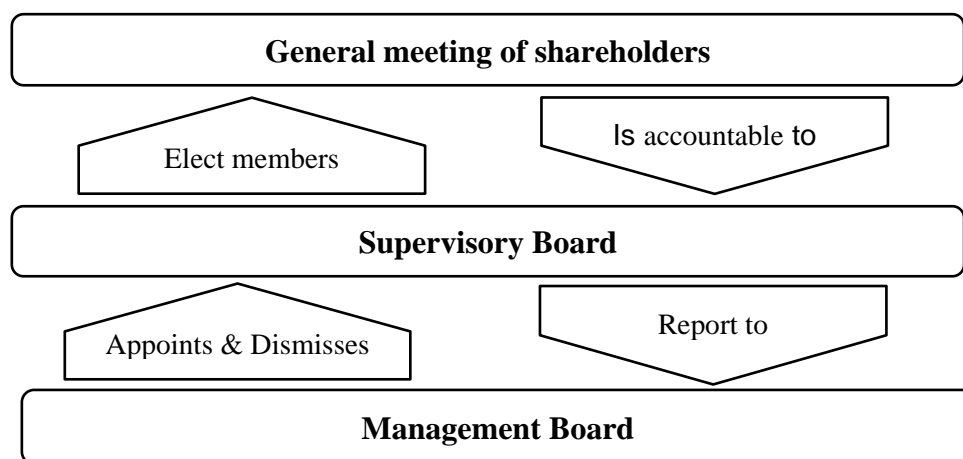 General meeting of shareholders
Elect members
Is accountable to
Supervisory Board
Appoints & Dismisses
Report to
Management Board